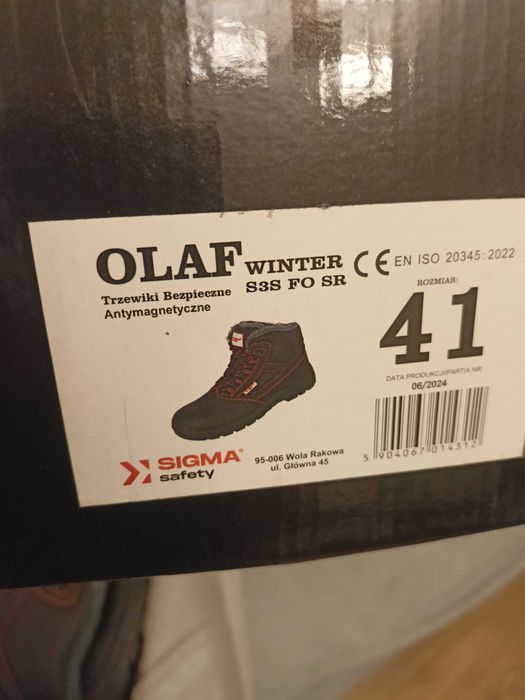 OLAF WINTER
S3S FO SR
Trzewiki Bezpieczne
Antymagnetyczne
CE EN ISO 20345:2022
ROZMIAR:
41
DATA PRODUKCJI/PARTIA NR:
06/2024
5 904067 014312
SIGMA®
safety
95-006 Wola Rakowa
ul. Główna 45